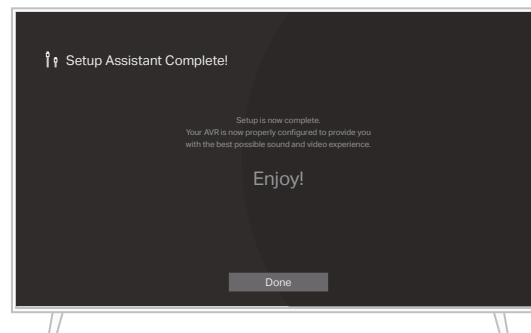 Setup Assistant Complete!
Setup is now complete.
Your AVR is now properly configured to provide you
with the best possible sound and video experience.
Enjoy!
Done